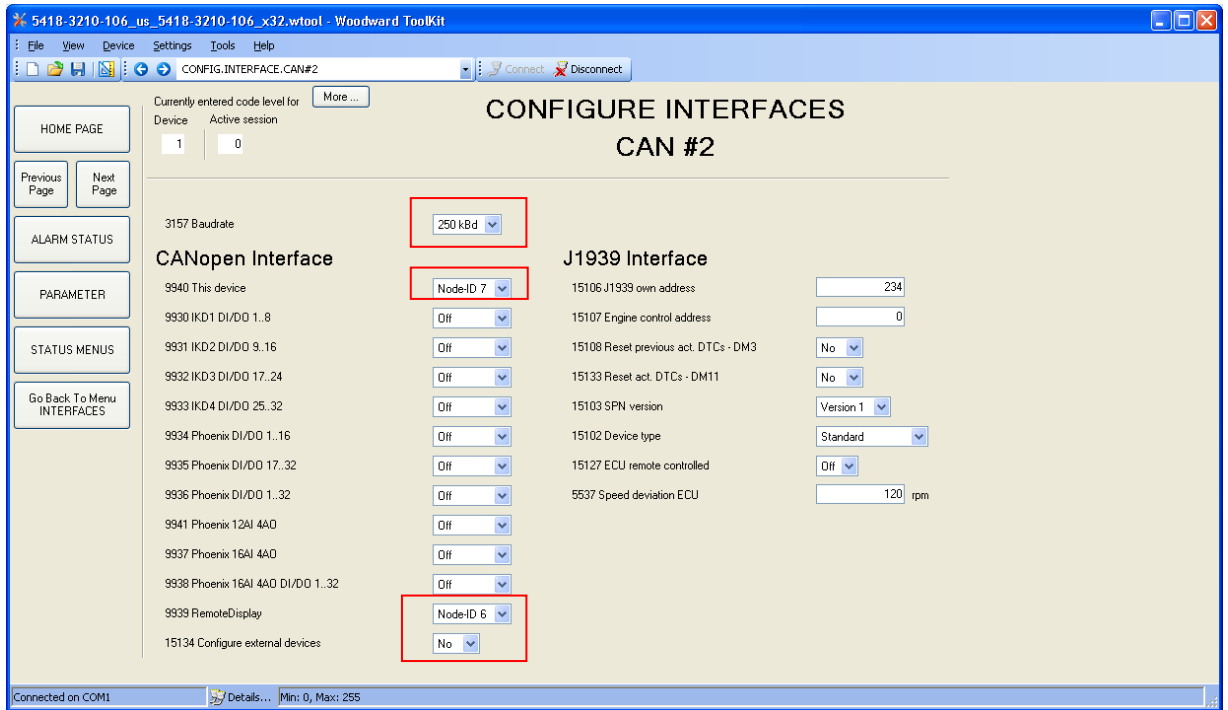 5418-3210-106_us_5418-3210-106_x32.wtool - Woodward ToolKit
File View Device Settings Tools Help
CONFIG.INTERFACE.CAN#2 Connect Disconnect
HOME PAGE
Previous Page
Next Page
ALARM STATUS
PARAMETER
STATUS MENUS
Go Back To Menu
INTERFACES
Currently entered code level for More ...
Device Active session
1 0
CONFIGURE INTERFACES
CAN #2
3157 Baudrate 250 kBd
CANopen Interface
9940 This device Node-ID 7
9930 IKD1 DI/DO 1..8 Off
9931 IKD2 DI/DO 9..16 Off
9932 IKD3 DI/DO 17..24 Off
9933 IKD4 DI/DO 25..32 Off
9934 Phoenix DI/DO 1..16 Off
9935 Phoenix DI/DO 17..32 Off
9936 Phoenix DI/DO 1..32 Off
9941 Phoenix 12AI 4AO Off
9937 Phoenix 16AI 4AO Off
9938 Phoenix 16AI 4AO DI/DO 1..32 Off
9939 RemoteDisplay Node-ID 6
15134 Configure external devices No
J1939 Interface
15106 J1939 own address 234
15107 Engine control address 0
15108 Reset previous act. DTCs - DM3 No
15133 Reset act. DTCs - DM11 No
15103 SPN version Version 1
15102 Device type Standard
15127 ECU remote controlled Off
5537 Speed deviation ECU 120 rpm
Connected on COM1 Details... Min: 0, Max: 255